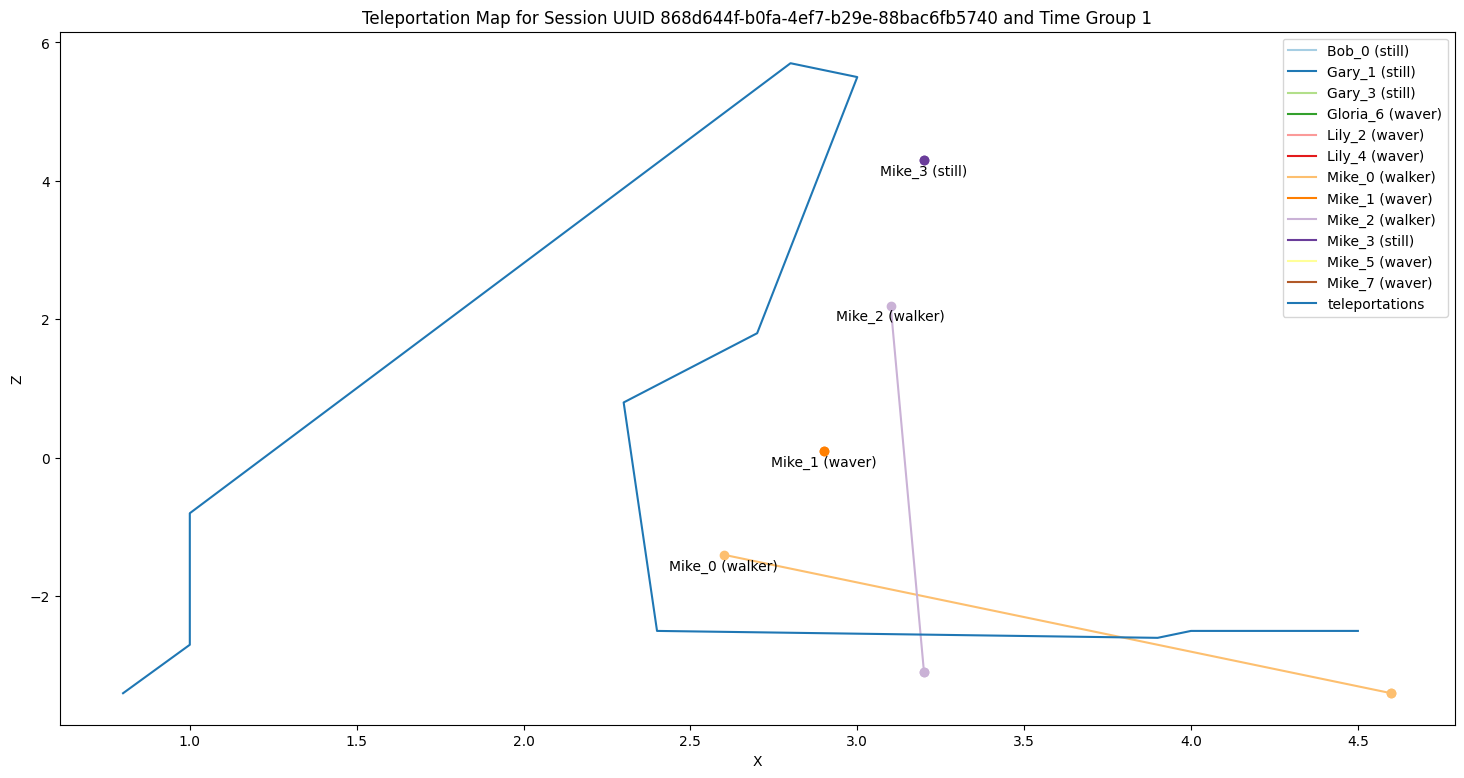 Teleportation Map for Session UUID 868d644f-b0fa-4ef7-b29e-88bac6fb5740 and Time Group 1
6
4
2
0
−2
Z
Bob_0 (still)
Gary_1 (still)
Gary_3 (still)
Gloria_6 (waver)
Lily_2 (waver)
Lily_4 (waver)
Mike_0 (walker)
Mike_1 (waver)
Mike_2 (walker)
Mike_3 (still)
Mike_5 (waver)
Mike_7 (waver)
teleportations
Mike_3 (still)
Mike_2 (walker)
Mike_1 (waver)
Mike_0 (walker)
1.0 1.5 2.0 2.5 3.0 3.5 4.0 4.5
X